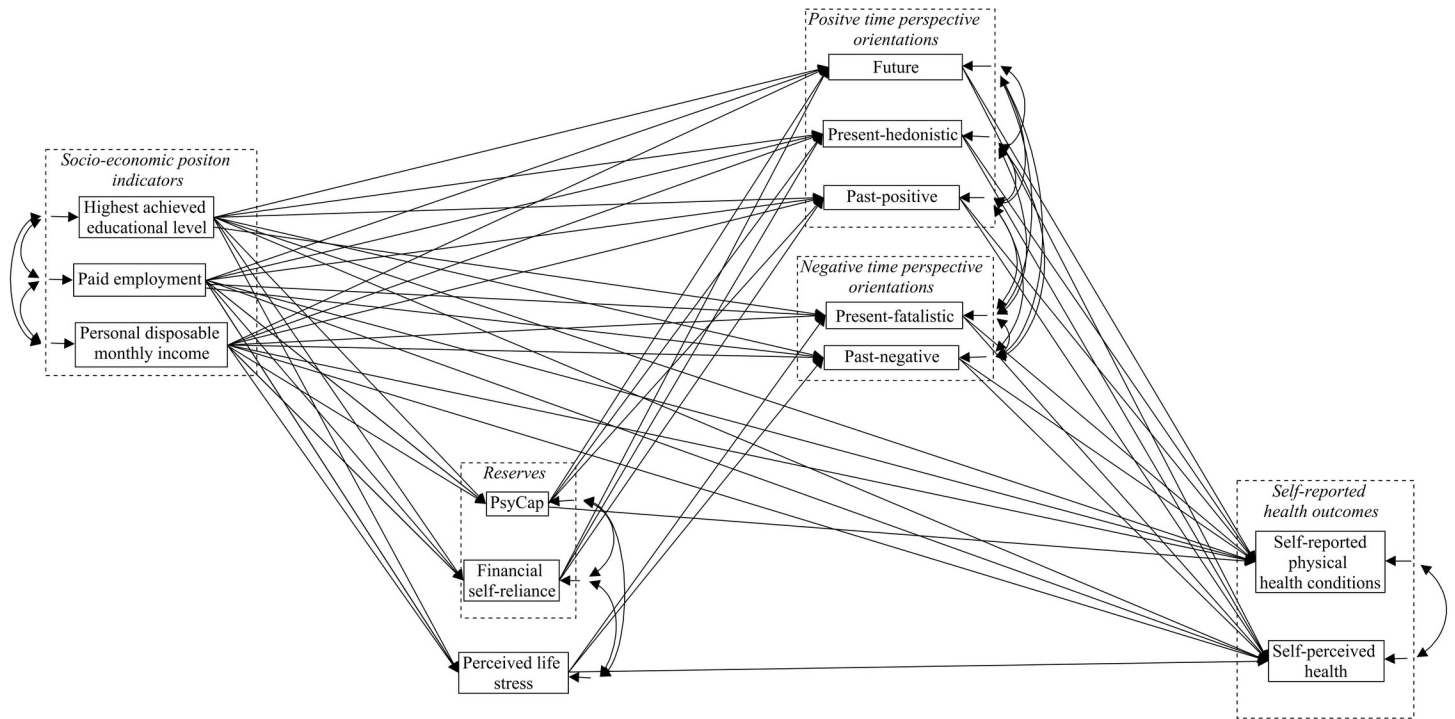 Positve time perspective
orientations
Future
Present-hedonistic
Past-positive
Socio-economic positon
indicators
Highest achieved
educational level
Paid employment
Personal disposable
monthly income
Negative time perspective
orientations
Present-fatalistic
Past-negative
Reserves
PsyCap
Financial
self-reliance
Perceived life
stress
Self-reported
health outcomes
Self-reported
physical
health conditions
Self-perceived
health